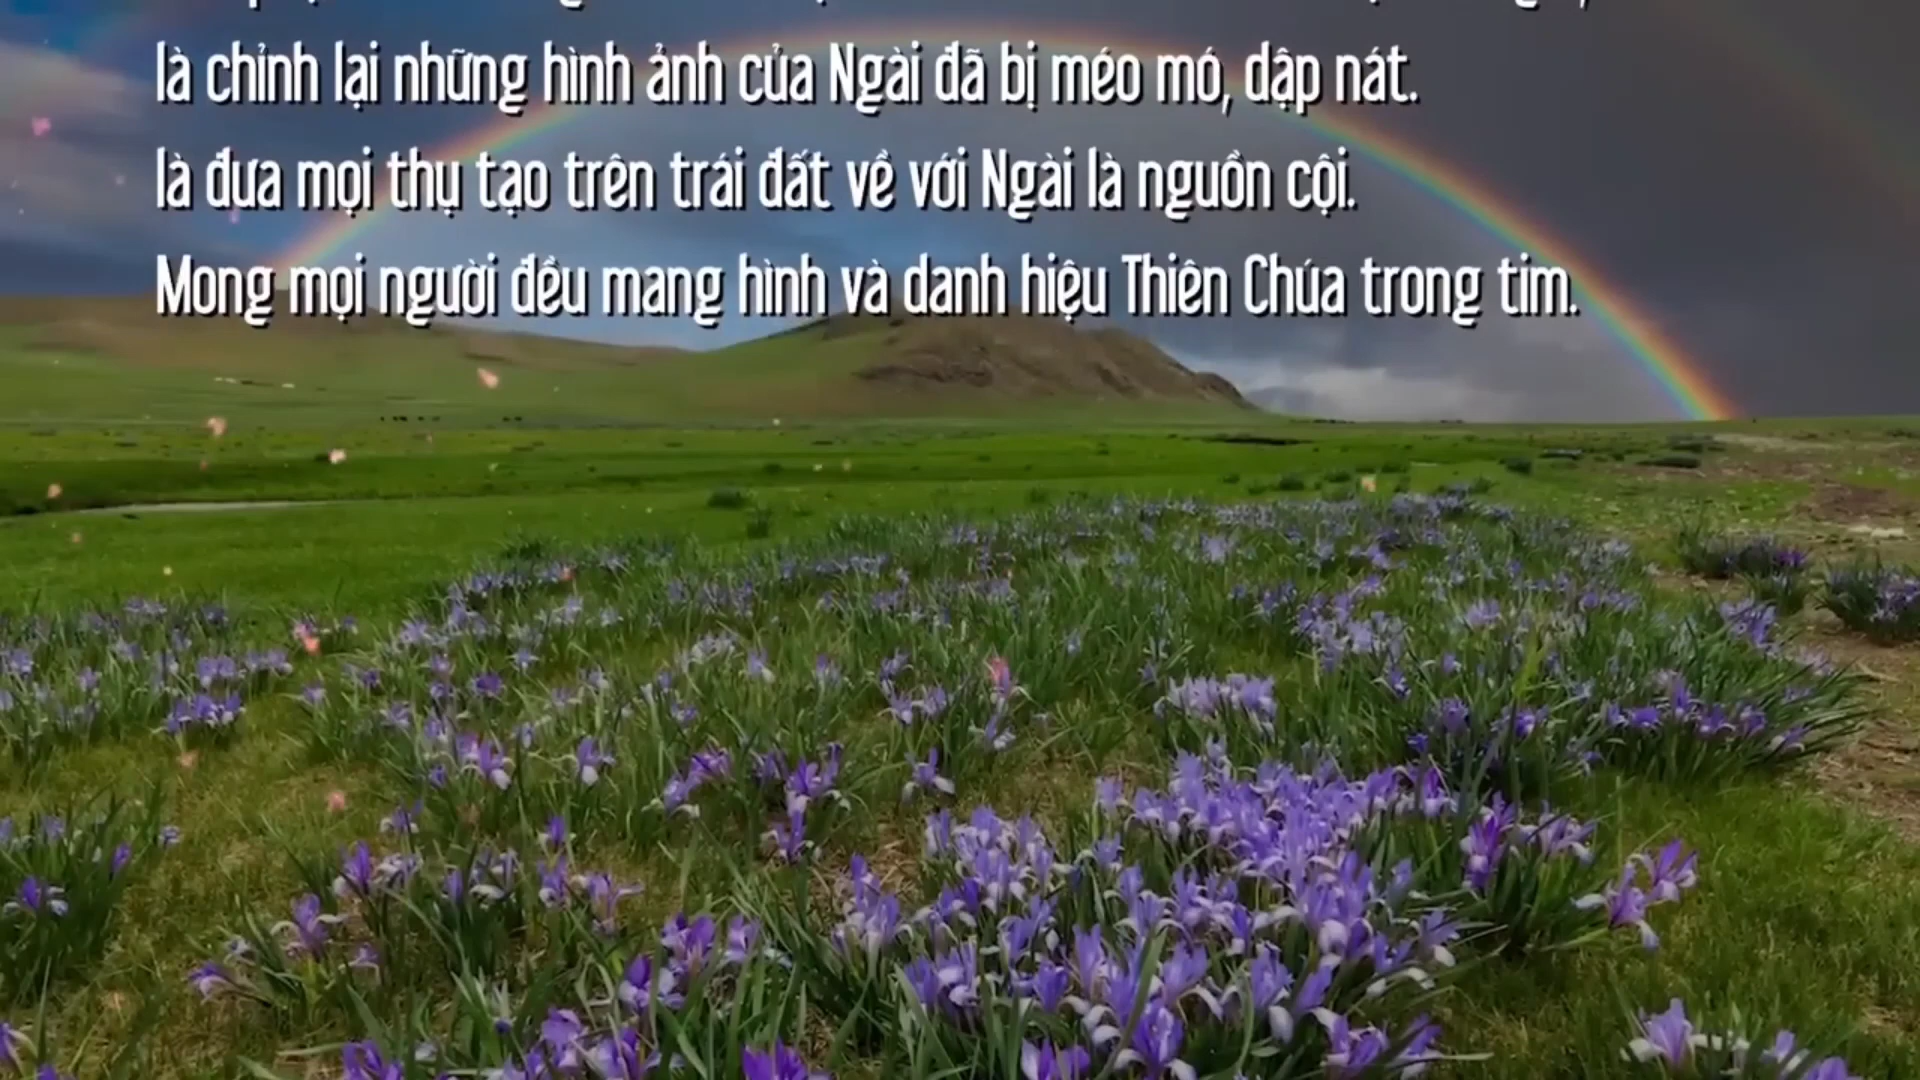 là chỉnh lại những hình ảnh của Ngài đã bị méo mó, dập nát.
là đưa mọi thụ tạo trên trái đất về với Ngài là nguồn cội.
Mong mọi người đều mang hình và danh hiệu Thiên Chúa trong tim.